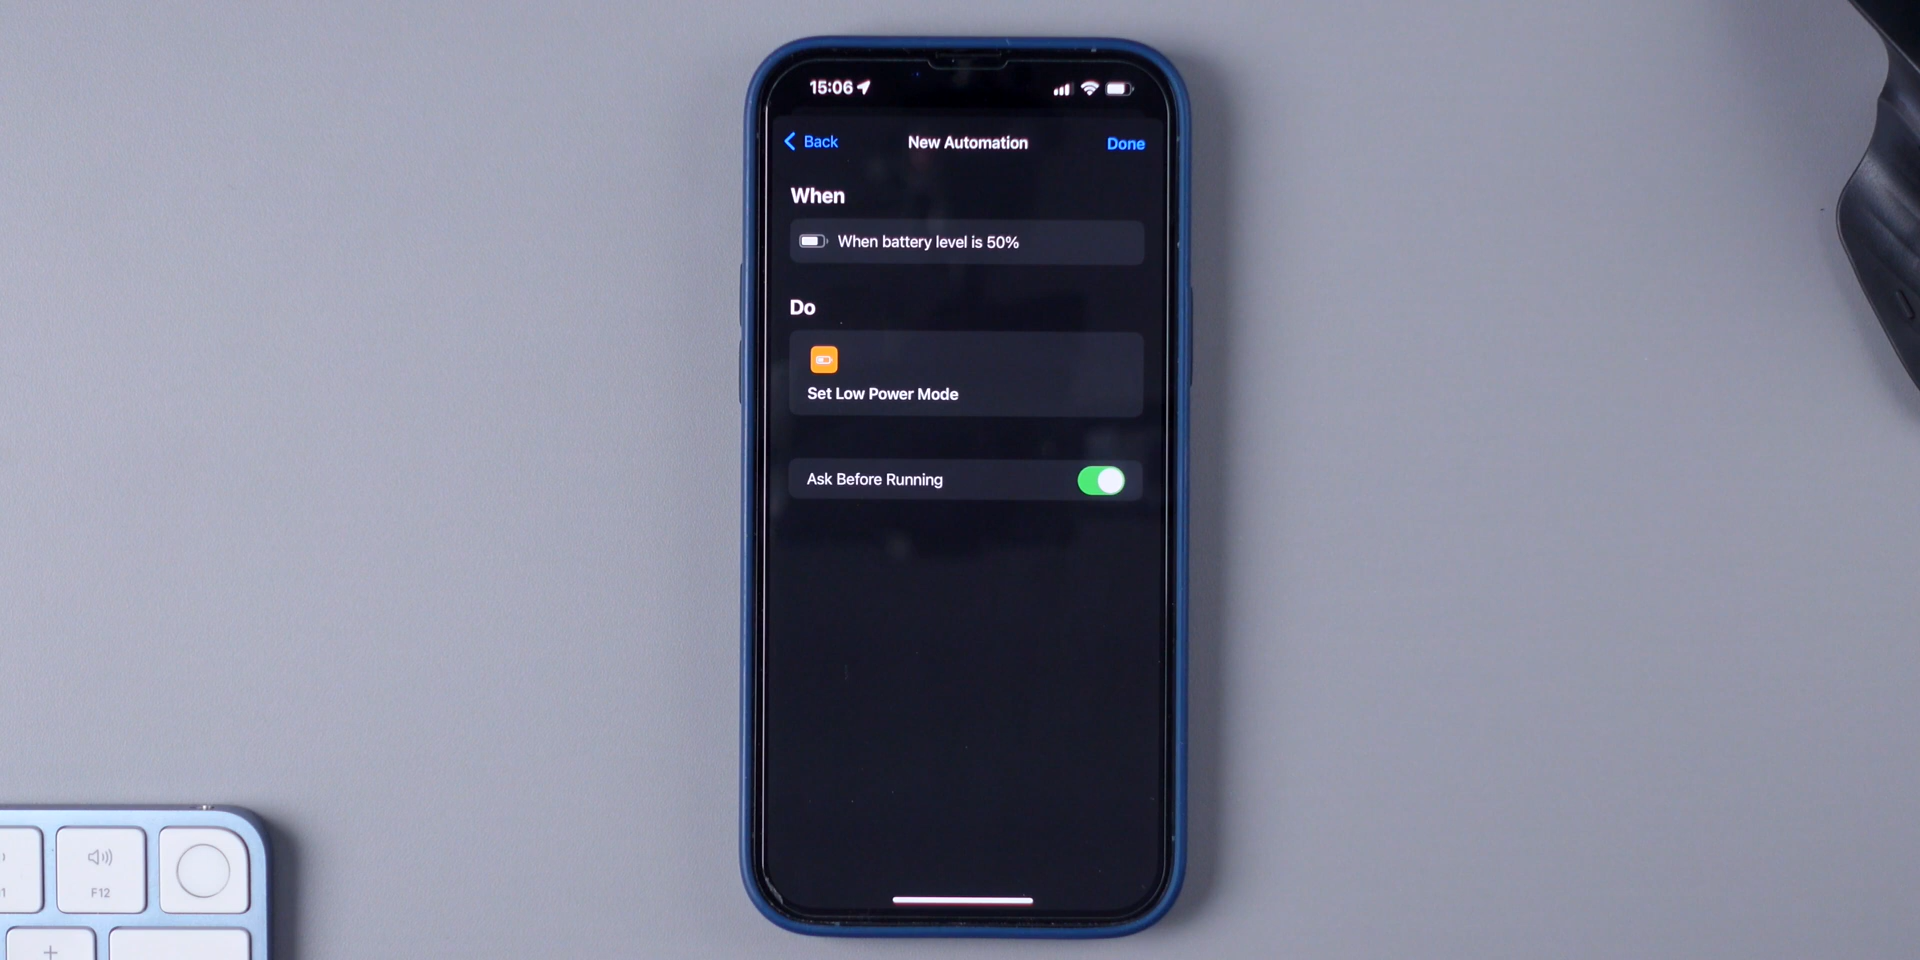 15:06
Back
New Automation
Done
When
When battery level is 50%
Do
Set Low Power Mode
Ask Before Running
F12
+